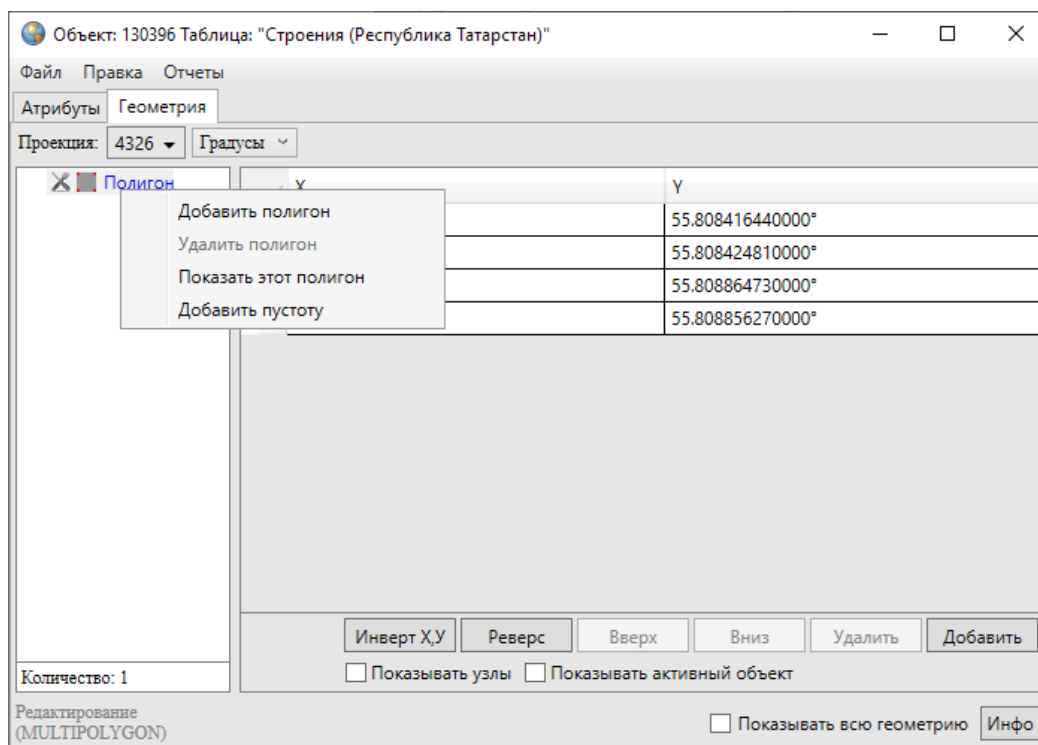 Объект: 130396 Таблица: "Строения (Республика Татарстан)"
Файл Правка Отчеты
Атрибуты Геометрия
Проекция: 4326 Градусы
Полигон X Y
Добавить полигон 55.808416440000°
Удалить полигон 55.808424810000°
Показать этот полигон 55.808864730000°
Добавить пустоту 55.808856270000°
Инверт X,У Реверс Вверх Вниз Удалить Добавить
Количество: 1 Показывать узлы Показывать активный объект
Редактирование
(MULTIPOLYGON) Показывать всю геометрию Инфо